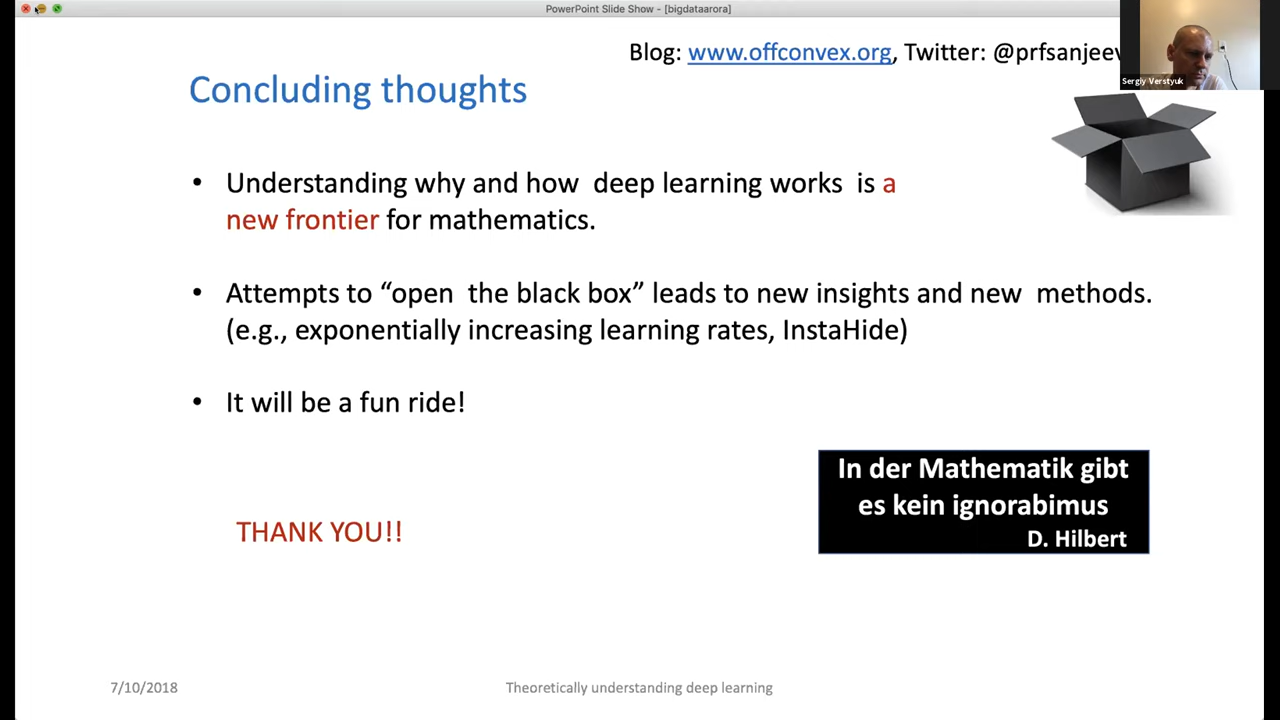 PowerPoint Slide Show - [bigdataarora]
Blog: www.offconvex.org, Twitter: @prfsanjeev
Sergiy Verstyuk
Concluding thoughts
• Understanding why and how deep learning works is a
new frontier for mathematics.
• Attempts to “open the black box” leads to new insights and new methods.
(e.g., exponentially increasing learning rates, InstaHide)
• It will be a fun ride!
In der Mathematik gibt
es kein ignorabimus
D. Hilbert
THANK YOU!!
7/10/2018
Theoretically understanding deep learning